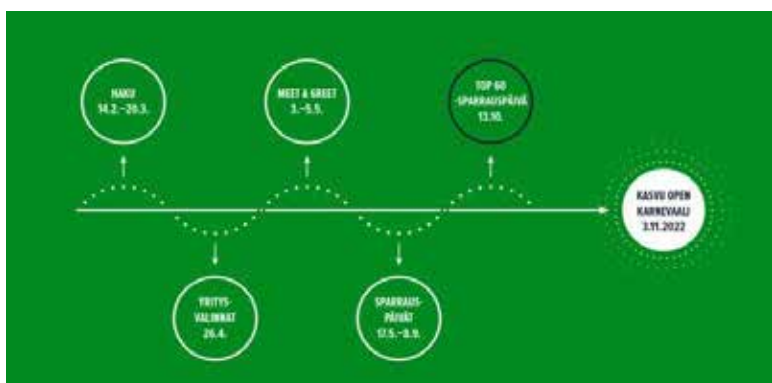 HAKU
14.2.–20.3.
YRITYS-
VALINNAT
26.4.
MEET & GREET
3.–5.5.
SPARRAUS-
PÄIVÄT
17.5.–8.9.
TOP 60
-SPARRAUSPÄIVÄ
13.10.
KASVU OPEN
KARNEVAALI
3.11.2022